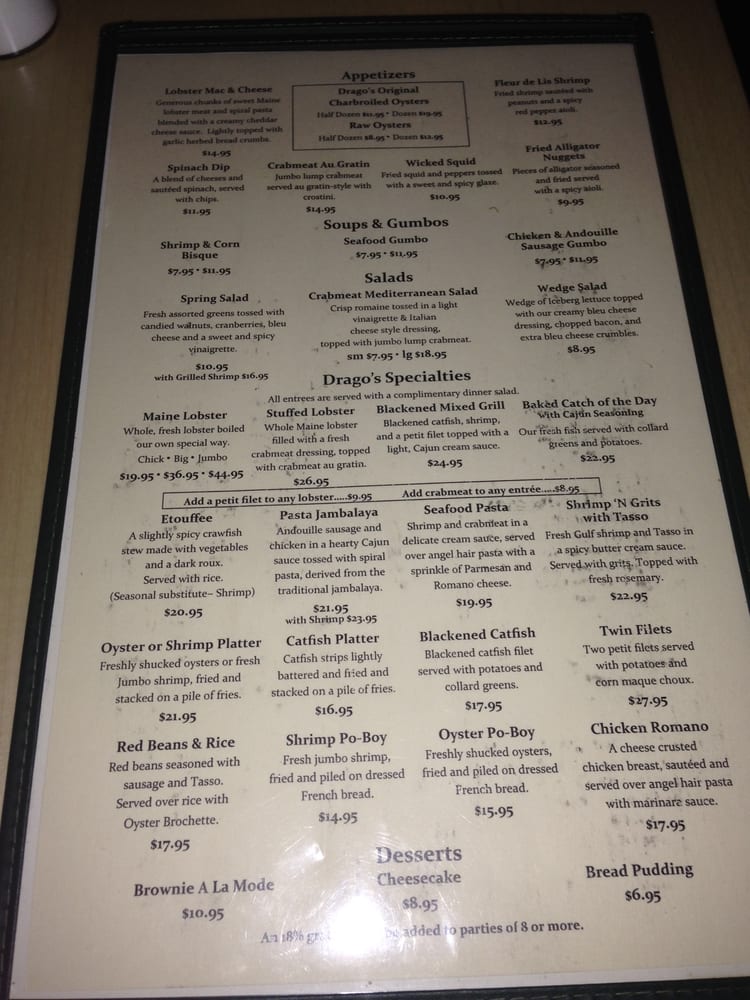 Appetizers
Lobster Mac & Cheese
Generous chunks of sweet Maine
lobster meat and spiral pasta
blended with a creamy cheddar
cheese sauce. Lightly topped with
garlic herbed bread crumbs.
$14.95
Drago's Original
Charbroiled Oysters
Half Dozen $11.95 • Dozen $19.95
Raw Oysters
Half Dozen $8.95 • Dozen $12.95
Fleur de Lis Shrimp
Fried shrimp sautéed with
peanuts and a spicy
red pepper aioli.
$12.95
Spinach Dip
A blend of cheeses and
sautéed spinach, served
with chips.
$11.95
Crabmeat Au Gratin
Jumbo lump crabmeat
served au gratin-style with
crostini.
$14.95
Wicked Squid
Fried squid and peppers tossed
with a sweet and spicy glaze.
$10.95
Fried Alligator
Nuggets
Pieces of alligator seasoned
and fried served
with a spicy aioli.
$9.95
Soups & Gumbos
Shrimp & Corn
Bisque
$7.95 • $11.95
Seafood Gumbo
$7.95 • $11.95
Chicken & Andouille
Sausage Gumbo
$7.95 • $11.95
Salads
Spring Salad
Fresh assorted greens tossed with
candied walnuts, cranberries, bleu
cheese and a sweet and spicy
vinaigrette.
$10.95
with Grilled Shrimp $16.95
Crabmeat Mediterranean Salad
Crisp romaine tossed in a light
vinaigrette & Italian
cheese style dressing,
topped with jumbo lump crabmeat.
sm $7.95 • lg $18.95
Wedge Salad
Wedge of Iceberg lettuce topped
with our creamy bleu cheese
dressing, chopped bacon, and
extra bleu cheese crumbles.
$8.95
Drago's Specialties
All entrees are served with a complimentary dinner salad.
Maine Lobster
Whole, fresh lobster boiled
our own special way.
Chick • Big • Jumbo
$19.95 • $36.95 • $44.95
Stuffed Lobster
Whole Maine lobster
filled with a fresh
crabmeat dressing, topped
with crabmeat au gratin.
$26.95
Blackened Mixed Grill
Blackened catfish, shrimp,
and a petit filet topped with a
light, Cajun cream sauce.
$24.95
Baked Catch of the Day
with Cajun Seasoning
Our fresh fish served with collard
greens and potatoes.
$22.95
Add a petit filet to any lobster.....$9.95 Add crabmeat to any entrée.....$8.95
Etouffee
A slightly spicy crawfish
stew made with vegetables
and a dark roux.
Served with rice.
(Seasonal substitute– Shrimp)
$20.95
Pasta Jambalaya
Andouille sausage and
chicken in a hearty Cajun
sauce tossed with spiral
pasta, derived from the
traditional jambalaya.
$21.95
with Shrimp $23.95
Seafood Pasta
Shrimp and crabmeat in a
delicate cream sauce, served
over angel hair pasta with a
sprinkle of Parmesan and
Romano cheese.
$19.95
Shrimp 'N Grits
with Tasso
Fresh Gulf shrimp and Tasso in
a spicy butter cream sauce.
Served with grits. Topped with
fresh rosemary.
$22.95
Oyster or Shrimp Platter
Freshly shucked oysters or fresh
Jumbo shrimp, fried and
stacked on a pile of fries.
$21.95
Catfish Platter
Catfish strips lightly
battered and fried and
stacked on a pile of fries.
$16.95
Blackened Catfish
Blackened catfish filet
served with potatoes and
collard greens.
$17.95
Twin Filets
Two petit filets served
with potatoes and
corn maque choux.
$27.95
Red Beans & Rice
Red beans seasoned with
sausage and Tasso.
Served over rice with
Oyster Brochette.
$17.95
Shrimp Po-Boy
Fresh jumbo shrimp,
fried and piled on dressed
French bread.
$14.95
Oyster Po-Boy
Freshly shucked oysters,
fried and piled on dressed
French bread.
$15.95
Chicken Romano
A cheese crusted
chicken breast, sautéed and
served over angel hair pasta
with marinare sauce.
$17.95
Desserts
Brownie A La Mode
$10.95
Cheesecake
$8.95
Bread Pudding
$6.95
An 18% be added to parties of 8 or more.